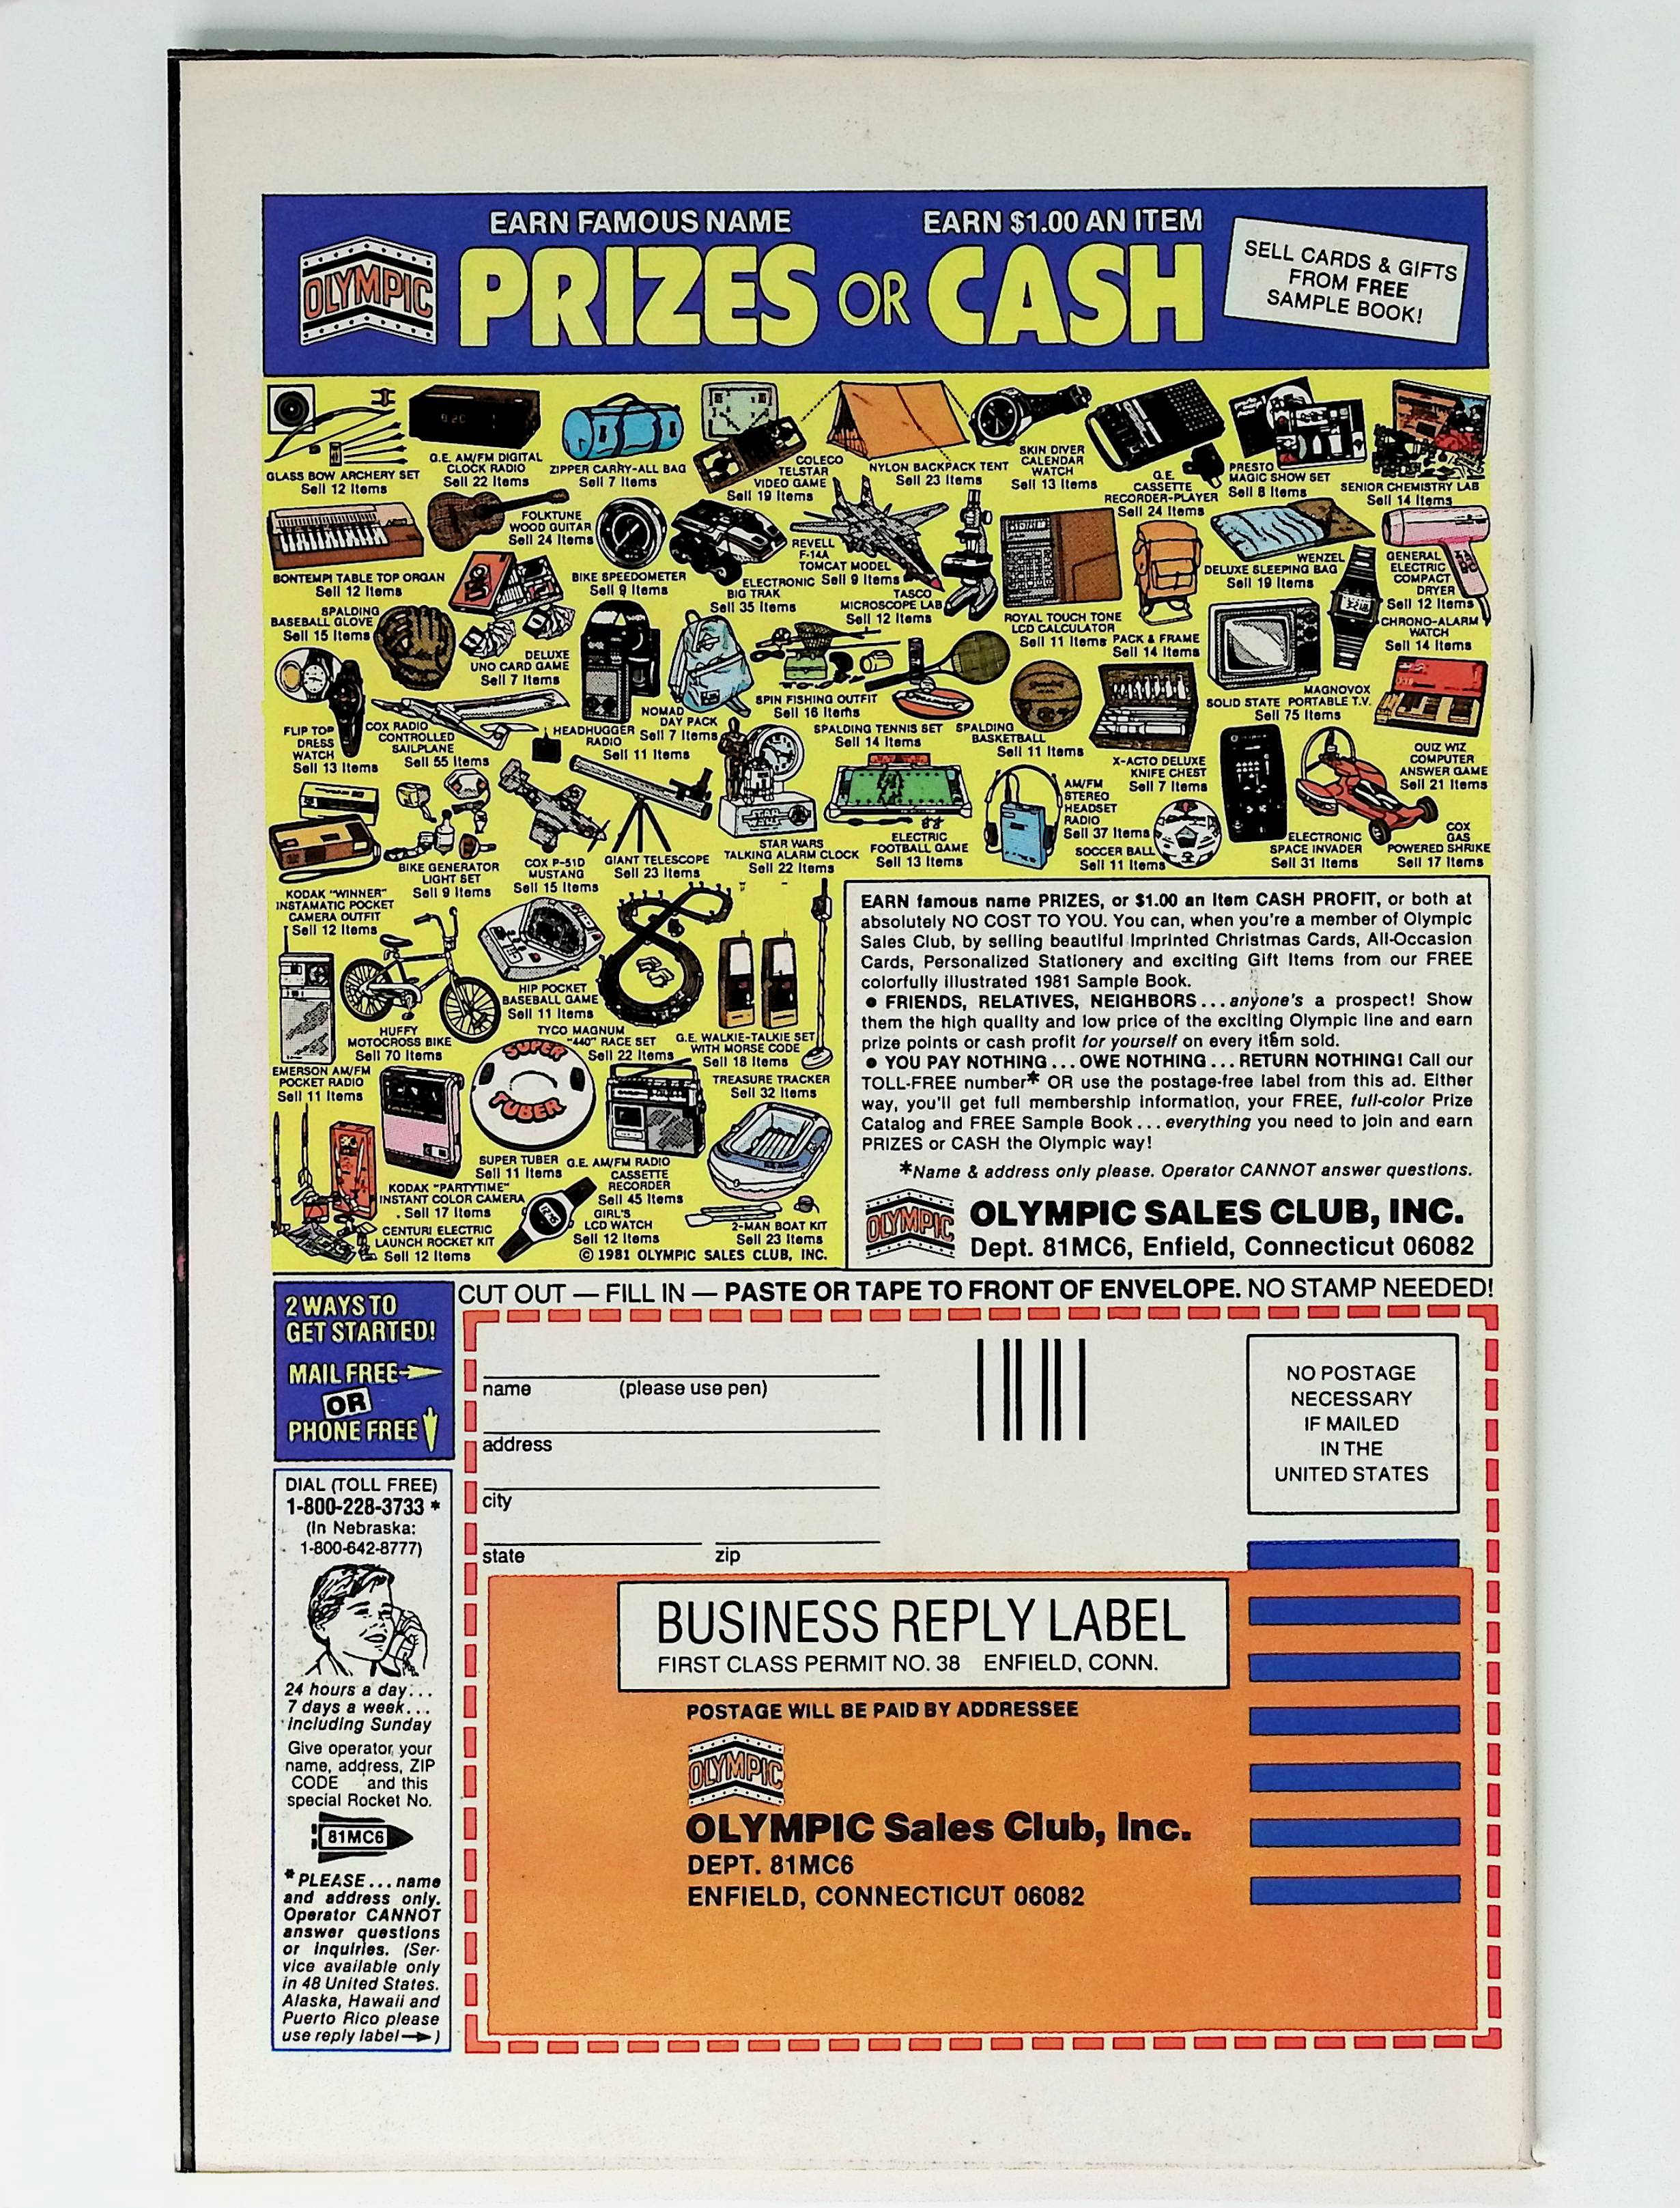 EARN FAMOUS NAME
PRIZES OR CASH
EARN $1.00 AN ITEM
OLYMPIC
SELL CARDS & GIFTS
FROM FREE
SAMPLE BOOK!
GLASS BOW ARCHERY SET
Sell 12 Items
G.E. AM/FM DIGITAL
CLOCK RADIO
Sell 22 Items
ZIPPER CARRY-ALL BAG
Sell 7 Items
COLECO
TELSTAR
VIDEO GAME
Sell 19 Items
NYLON BACKPACK TENT
Sell 23 Items
SKIN DIVER
CALENDAR
WATCH
Sell 13 Items
G.E.
CASSETTE
RECORDER-PLAYER
Sell 24 Items
PRESTO
MAGIC SHOW SET
Sell 8 Items
SENIOR CHEMISTRY LAB
Sell 14 Items
BONTEMPI TABLE TOP ORGAN
Sell 12 Items
FOLKTUNE
WOOD GUITAR
Sell 24 Items
BIKE SPEEDOMETER
Sell 9 Items
ELECTRONIC
BIG TRAK
Sell 35 Items
REVELL
F-14A
TOMCAT MODEL
Sell 9 Items
TASCO
MICROSCOPE LAB
Sell 12 Items
ROYAL TOUCH TONE
LCD CALCULATOR
Sell 11 Items
PACK & FRAME
Sell 14 Items
WENZEL
DELUXE SLEEPING BAG
Sell 19 Items
GENERAL
ELECTRIC
COMPACT
DRYER
Sell 12 Items
CHRONO-ALARM
WATCH
Sell 14 Items
SPALDING
BASEBALL GLOVE
Sell 15 Items
DELUXE
UNO CARD GAME
Sell 7 Items
FLIP TOP
DRESS
WATCH
Sell 13 Items
COX RADIO
CONTROLLED
SAILPLANE
Sell 55 Items
HEADHUGGER
RADIO
Sell 11 Items
NOMAD
DAY PACK
Sell 7 Items
SPIN FISHING OUTFIT
Sell 16 Items
SPALDING TENNIS SET
Sell 14 Items
SPALDING
BASKETBALL
Sell 11 Items
X-ACTO DELUXE
KNIFE CHEST
Sell 7 Items
MAGNOVOX
SOLID STATE PORTABLE T.V.
Sell 75 Items
QUIZ WIZ
COMPUTER
ANSWER GAME
Sell 21 Items
KODAK "WINNER"
INSTAMATIC POCKET
CAMERA OUTFIT
Sell 12 Items
BIKE GENERATOR
LIGHT SET
Sell 9 Items
COX P-51D
MUSTANG
Sell 15 Items
GIANT TELESCOPE
Sell 23 Items
STAR WARS
STAR WARS
TALKING ALARM CLOCK
Sell 22 Items
ELECTRIC
FOOTBALL GAME
Sell 13 Items
AM/FM
STEREO
HEADSET
RADIO
Sell 37 Items
SOCCER BALL
Sell 11 Items
ELECTRONIC
SPACE INVADER
Sell 31 Items
COX
GAS
POWERED SHRIKE
Sell 17 Items
EMERSON AM/FM
POCKET RADIO
Sell 11 Items
HUFFY
MOTOCROSS BIKE
Sell 70 Items
HIP POCKET
BASEBALL GAME
Sell 11 Items
TYCO MAGNUM
"440" RACE SET
Sell 22 Items
G.E. WALKIE-TALKIE SET
WITH MORSE CODE
Sell 18 Items
TREASURE TRACKER
Sell 32 Items
SUPER
TUBER
SUPER TUBER
Sell 11 Items
KODAK "PARTYTIME"
INSTANT COLOR CAMERA
Sell 17 Items
G.E. AM/FM RADIO
CASSETTE
RECORDER
Sell 45 Items
CENTURI ELECTRIC
LAUNCH ROCKET KIT
Sell 12 Items
GIRL'S
LCD WATCH
Sell 12 Items
2-MAN BOAT KIT
Sell 23 Items
© 1981 OLYMPIC SALES CLUB, INC.
EARN famous name PRIZES, or $1.00 an Item CASH PROFIT, or both at
absolutely NO COST TO YOU. You can, when you're a member of Olympic
Sales Club, by selling beautiful Imprinted Christmas Cards, All-Occasion
Cards, Personalized Stationery and exciting Gift Items from our FREE
colorfully illustrated 1981 Sample Book.
● FRIENDS, RELATIVES, NEIGHBORS...anyone's a prospect! Show
them the high quality and low price of the exciting Olympic line and earn
prize points or cash profit for yourself on every item sold.
● YOU PAY NOTHING...OWE NOTHING...RETURN NOTHING! Call our
TOLL-FREE number* OR use the postage-free label from this ad. Either
way, you'll get full membership information, your FREE, full-color Prize
Catalog and FREE Sample Book...everything you need to join and earn
PRIZES or CASH the Olympic way!
*Name & address only please. Operator CANNOT answer questions.
OLYMPIC
OLYMPIC SALES CLUB, INC.
Dept. 81MC6, Enfield, Connecticut 06082
2 WAYS TO
GET STARTED!
MAIL FREE
OR
PHONE FREE
DIAL (TOLL FREE)
1-800-228-3733 *
(In Nebraska:
1-800-642-8777)
24 hours a day...
7 days a week...
including Sunday
Give operator your
name, address, ZIP
CODE and this
special Rocket No.
81MC6
*PLEASE...name
and address only.
Operator CANNOT
answer questions
or inquiries. (Ser-
vice available only
in 48 United States.
Alaska, Hawaii and
Puerto Rico please
use reply label→)
CUT OUT — FILL IN — PASTE OR TAPE TO FRONT OF ENVELOPE. NO STAMP NEEDED!
name (please use pen)
address
city
state zip
NO POSTAGE
NECESSARY
IF MAILED
IN THE
UNITED STATES
BUSINESS REPLY LABEL
FIRST CLASS PERMIT NO. 38 ENFIELD, CONN.
POSTAGE WILL BE PAID BY ADDRESSEE
OLYMPIC
OLYMPIC Sales Club, Inc.
DEPT. 81MC6
ENFIELD, CONNECTICUT 06082